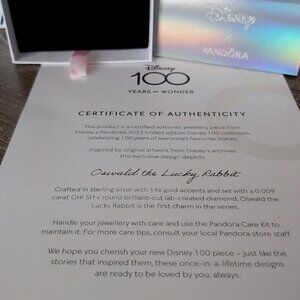 Disney
PANDORA
Disney
100
YEARS OF WONDER
CERTIFICATE OF AUTHENTICITY
This product is a certified authentic jewellery piece from
Disney x Pandora's 2023 limited edition Disney 100 collection,
celebrating 100 years of everyone's favourite stories.
Inspired by original artwork from Disney's archives,
this exclusive design depicts:
Oswald the Lucky Rabbit
Crafted in sterling silver with 14k gold accents and set with a 0.009
carat GH SI1+ round brilliant-cut lab-created diamond, Oswald the
Lucky Rabbit is the first charm in the series.
Handle your jewellery with care and use the Pandora Care Kit to
maintain it. For more care tips, consult your local Pandora store staff.
We hope you cherish your new Disney 100 piece – just like the
stories that inspired them, these once-in-a-lifetime designs
are ready to be loved by you, always.